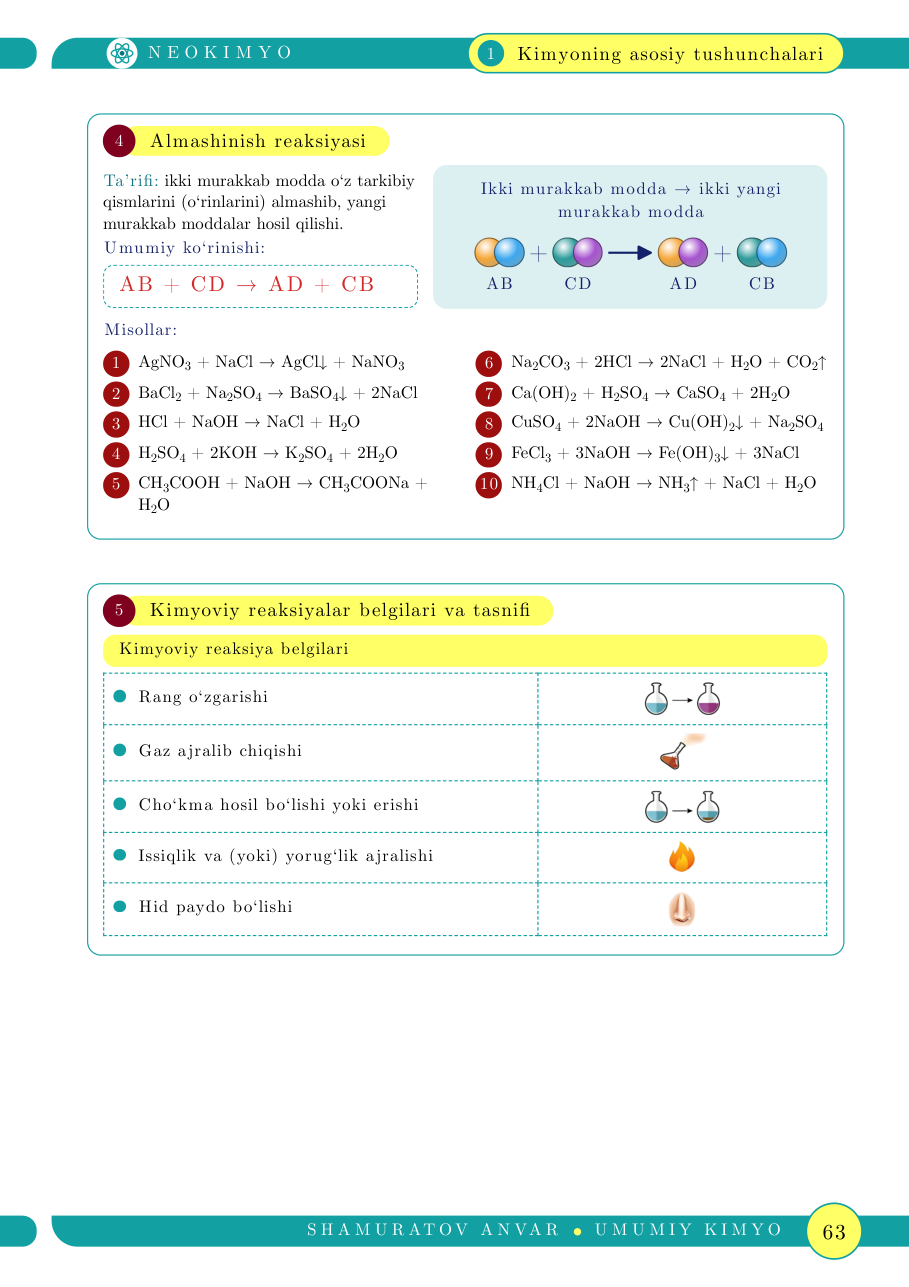 NEOKIMYO
1 Kimyoning asosiy tushunchalari
4 Almashinish reaksiyasi
Ta’rifi: ikki murakkab modda o‘z tarkibiy
qismlarini (o‘rinlarini) almashib, yangi
murakkab moddalar hosil qilishi.
Umumiy ko‘rinishi:
AB + CD → AD + CB
Ikki murakkab modda → ikki yangi
murakkab modda
+ +
AB CD AD CB
Misollar:
1 AgNO₃ + NaCl → AgCl↓ + NaNO₃
2 BaCl₂ + Na₂SO₄ → BaSO₄↓ + 2NaCl
3 HCl + NaOH → NaCl + H₂O
4 H₂SO₄ + 2KOH → K₂SO₄ + 2H₂O
5 CH₃COOH + NaOH → CH₃COONa +
H₂O
6 Na₂CO₃ + 2HCl → 2NaCl + H₂O + CO₂↑
7 Ca(OH)₂ + H₂SO₄ → CaSO₄ + 2H₂O
8 CuSO₄ + 2NaOH → Cu(OH)₂↓ + Na₂SO₄
9 FeCl₃ + 3NaOH → Fe(OH)₃↓ + 3NaCl
10 NH₄Cl + NaOH → NH₃↑ + NaCl + H₂O
5 Kimyoviy reaksiyalar belgilari va tasnifi
Kimyoviy reaksiya belgilari
Rang o‘zgarishi
Gaz ajralib chiqishi
Cho‘kma hosil bo‘lishi yoki erishi
Issiqlik va (yoki) yorug‘lik ajralishi
Hid paydo bo‘lishi
SHAMURATOV ANVAR • UMUMIY KIMYO
63